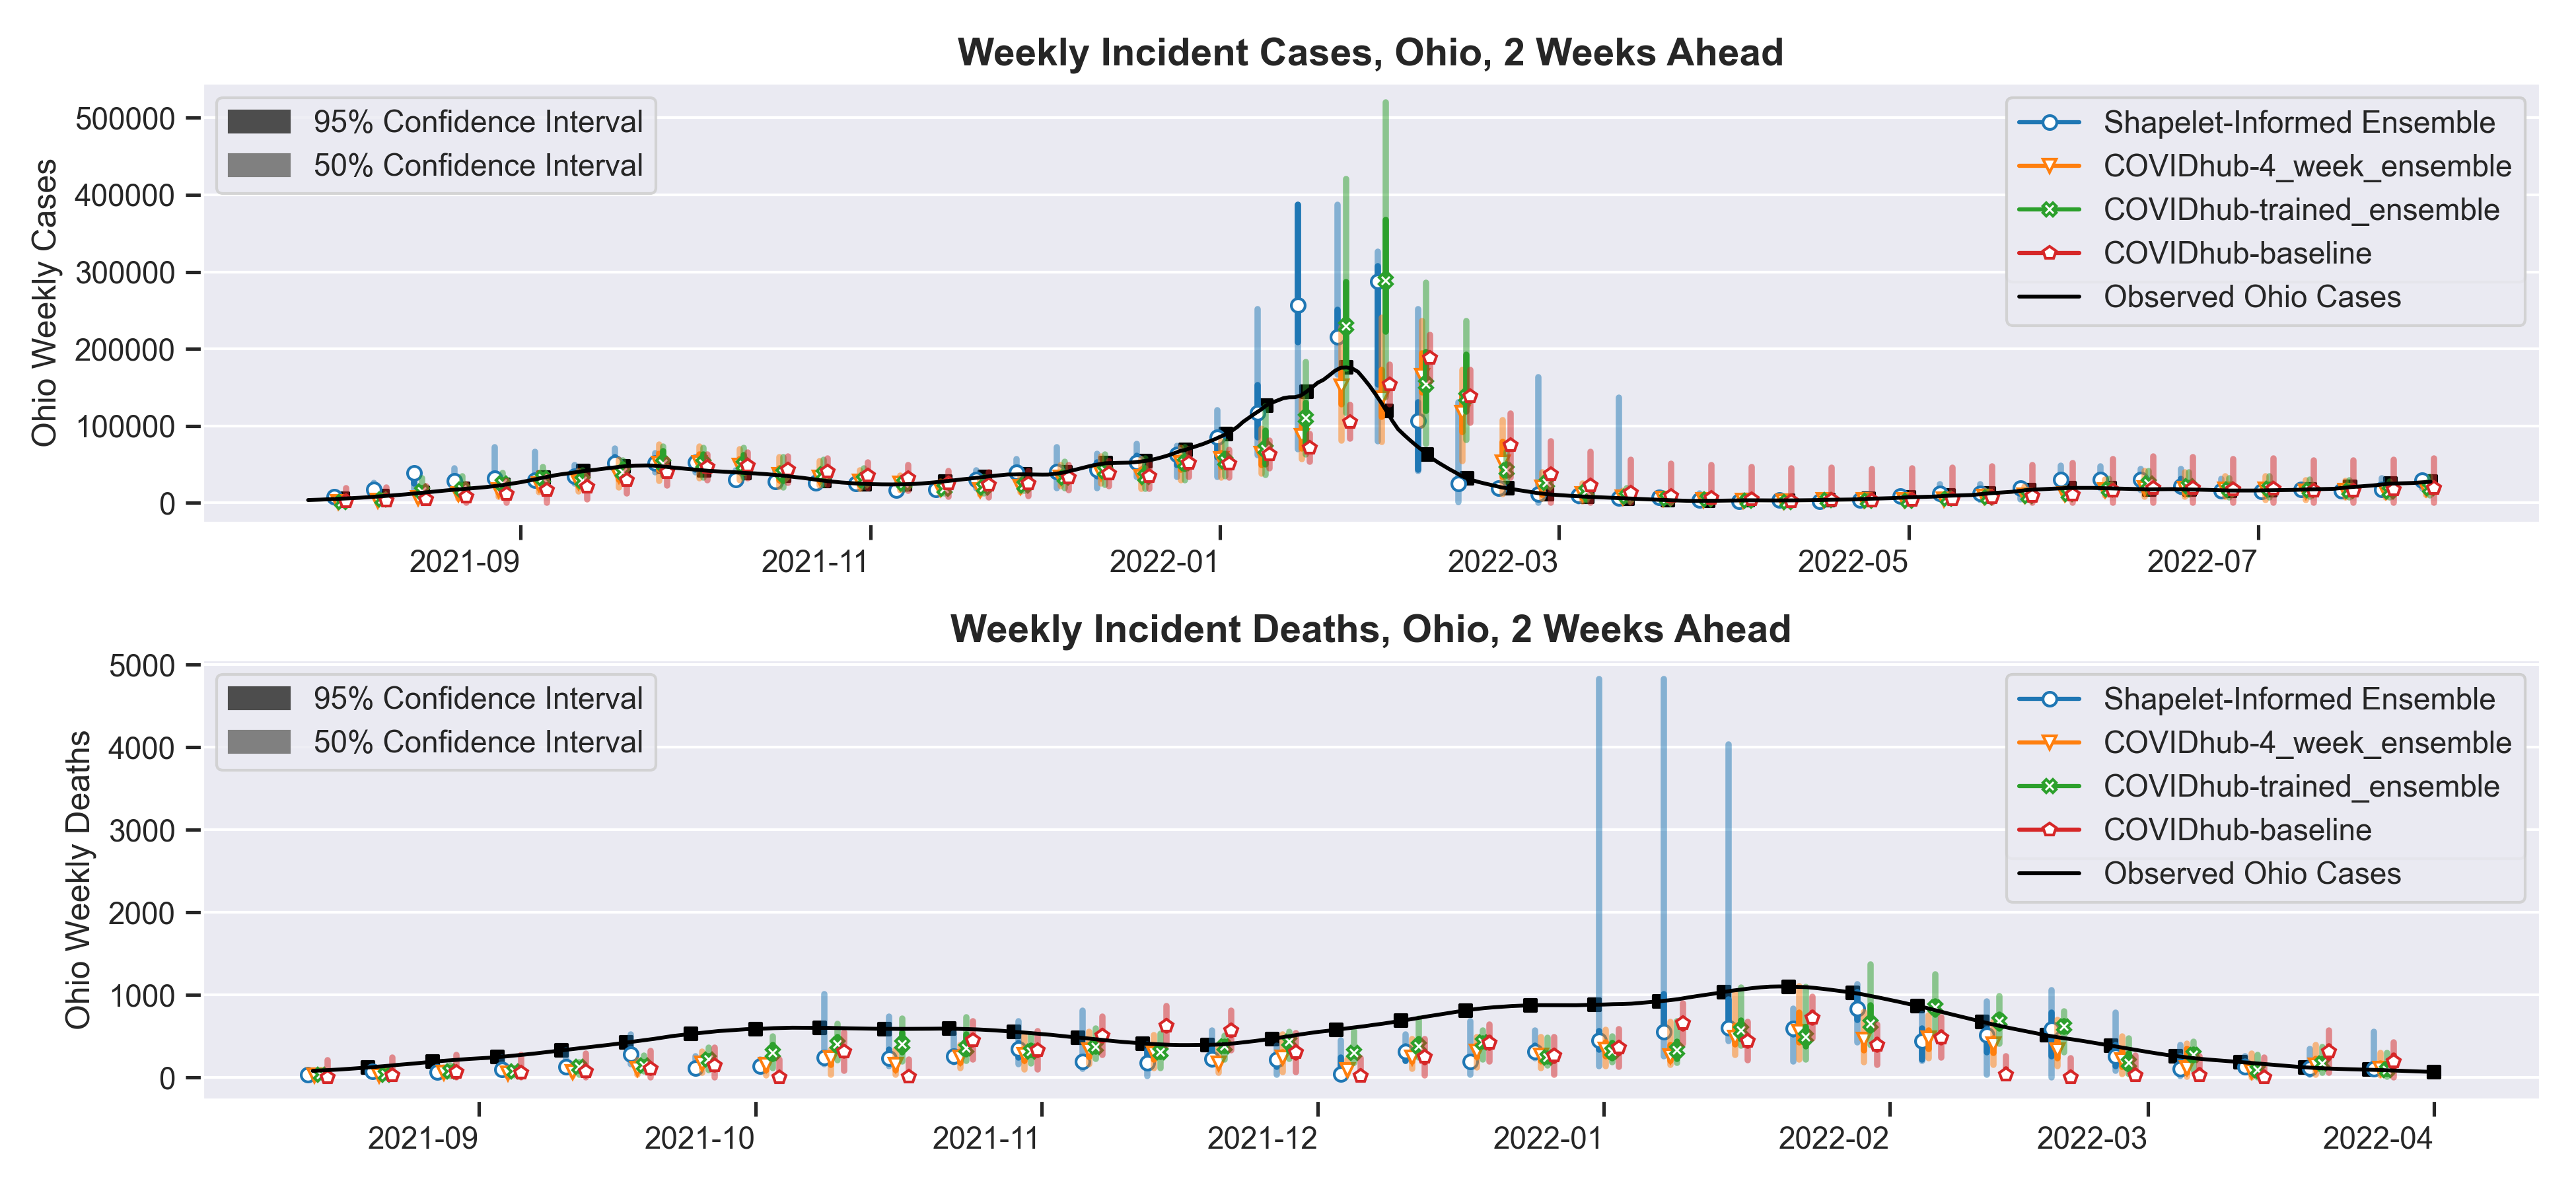 Weekly Incident Cases, Ohio, 2 Weeks Ahead
Ohio Weekly Cases
500000
400000
300000
200000
100000
0
95% Confidence Interval
50% Confidence Interval
Shapelet-Informed Ensemble
COVIDhub-4_week_ensemble
COVIDhub-trained_ensemble
COVIDhub-baseline
Observed Ohio Cases
2021-09
2021-11
2022-01
2022-03
2022-05
2022-07
Weekly Incident Deaths, Ohio, 2 Weeks Ahead
Ohio Weekly Deaths
5000
4000
3000
2000
1000
0
95% Confidence Interval
50% Confidence Interval
Shapelet-Informed Ensemble
COVIDhub-4_week_ensemble
COVIDhub-trained_ensemble
COVIDhub-baseline
Observed Ohio Cases
2021-09
2021-10
2021-11
2021-12
2022-01
2022-02
2022-03
2022-04